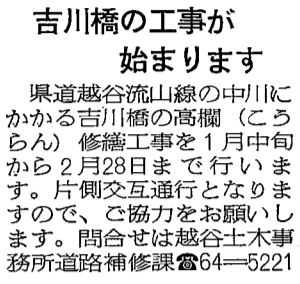 吉川橋の工事が
始まります
県道越谷流山線の中川に
かかる吉川橋の高欄（こう
らん）修繕工事を１月中旬
から２月28日まで行いま
す。片側交互通行となりま
すので、ご協力をお願いし
ます。問合せは越谷土木事
務所道路補修課☎64═5221